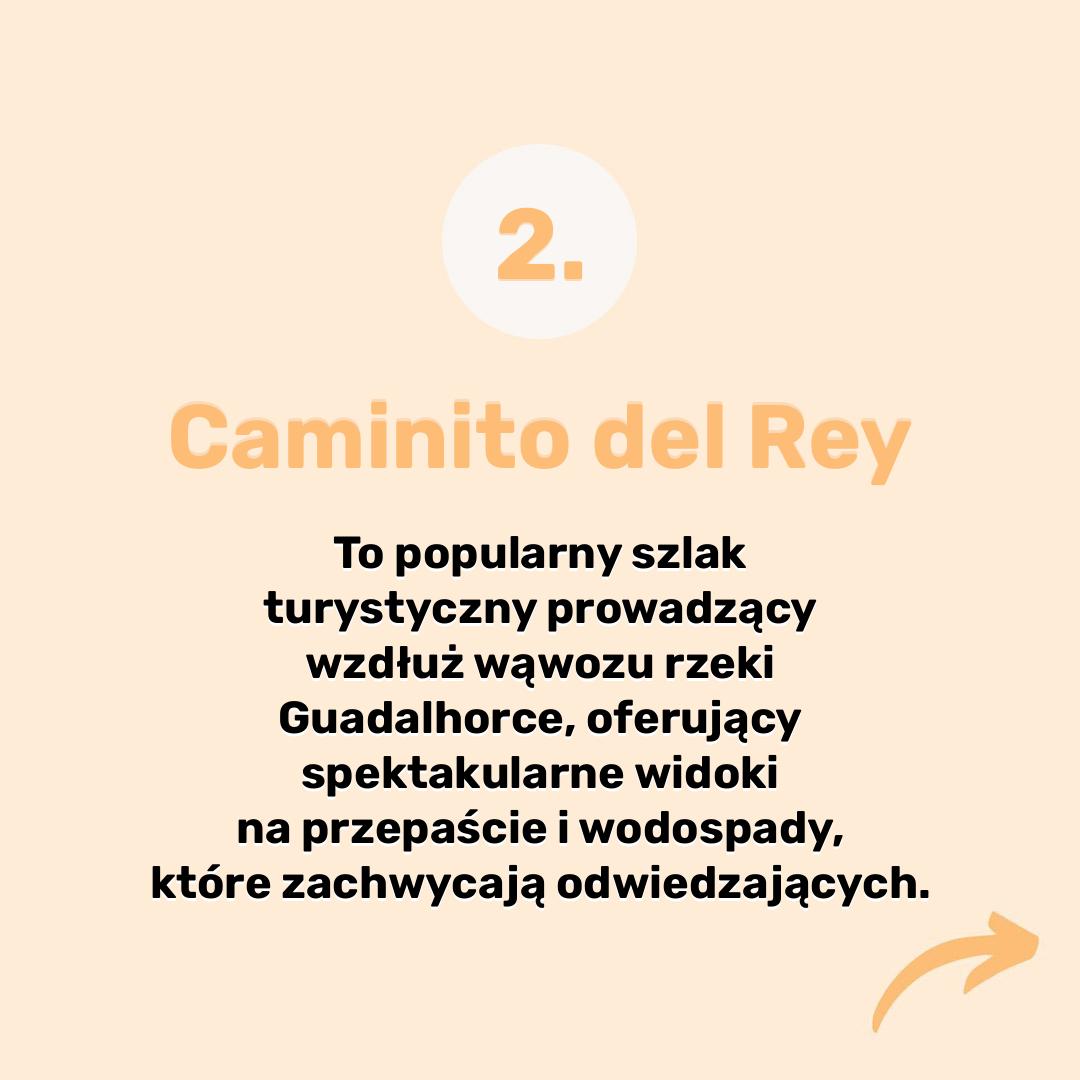 2.
Caminito del Rey
To popularny szlak
turystyczny prowadzący
wzdłuż wąwozu rzeki
Guadalhorce, oferujący
spektakularne widoki
na przepaście i wodospady,
które zachwycają odwiedzających.